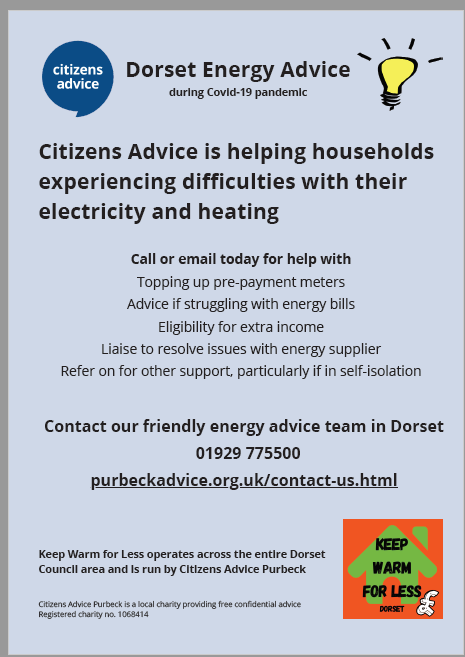 citizens
advice
Dorset Energy Advice
during Covid-19 pandemic
Citizens Advice is helping households
experiencing difficulties with their
electricity and heating
Call or email today for help with
Topping up pre-payment meters
Advice if struggling with energy bills
Eligibility for extra income
Liaise to resolve issues with energy supplier
Refer on for other support, particularly if in self-isolation
Contact our friendly energy advice team in Dorset
01929 775500
purbeckadvice.org.uk/contact-us.html
Keep Warm for Less operates across the entire Dorset
Council area and is run by Citizens Advice Purbeck
Citizens Advice Purbeck is a local charity providing free confidential advice
Registered charity no. 1068414
KEEP
WARM
FOR LESS
DORSET
£